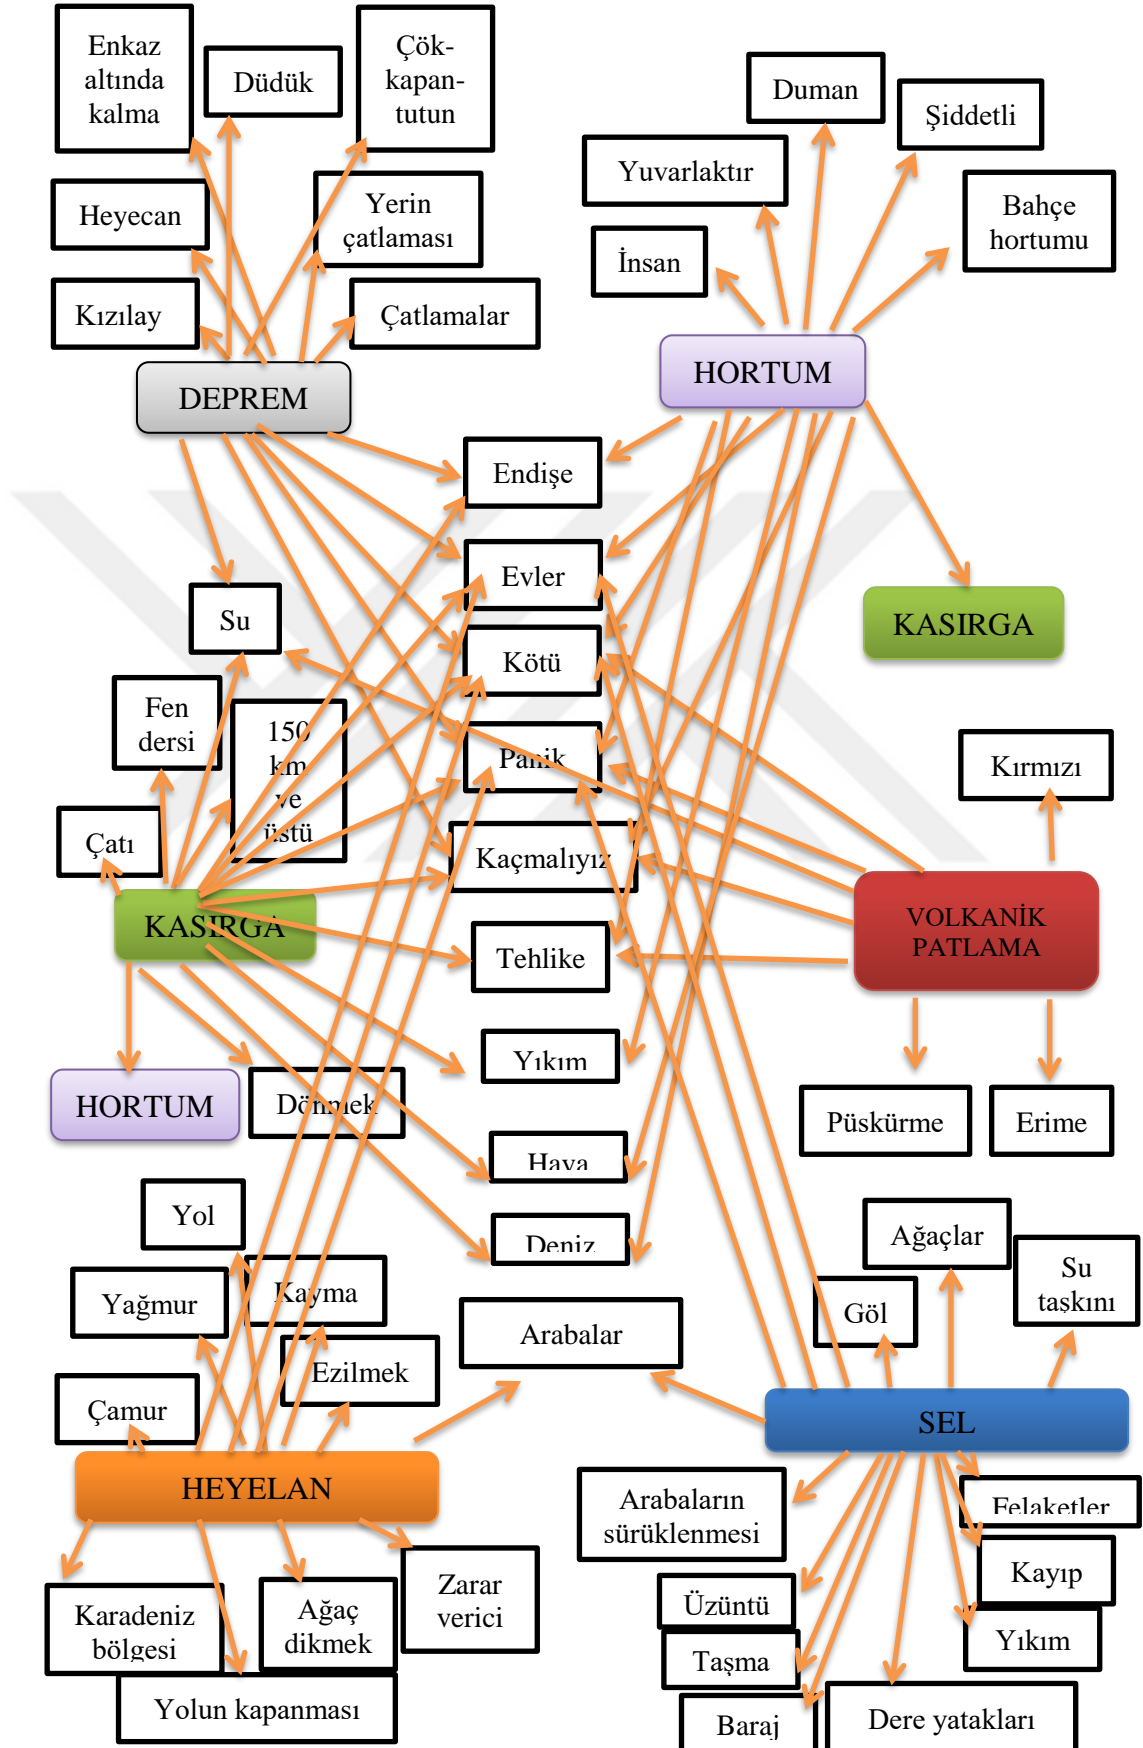 Enkaz
altında
kalma
Düdük
Çök-
kapan-
tutun
Duman
Şiddetli
Yuvarlaktır
Bahçe
hortumu
Heyecan
Yerin
çatlaması
İnsan
Kızılay
Çatlamalar
DEPREM
HORTUM
Endişe
Evler
Su
KASIRGA
Kötü
Fen
dersi
150
km
ve
üstü
Panik
Kırmızı
Çatı
Kaçmalıyız
KASIRGA
VOLKANİK
PATLAMA
Tehlike
Yıkım
HORTUM
Dönmek
Püskürme
Erime
Hava
Yol
Deniz
Ağaçlar
Su
taşkını
Yağmur
Kayma
Göl
Arabalar
Ezilmek
Çamur
SEL
HEYELAN
Arabaların
sürüklenmesi
Felaketler
Kayıp
Karadeniz
bölgesi
Ağaç
dikmek
Zarar
verici
Üzüntü
Yıkım
Taşma
Yolun kapanması
Baraj
Dere yatakları